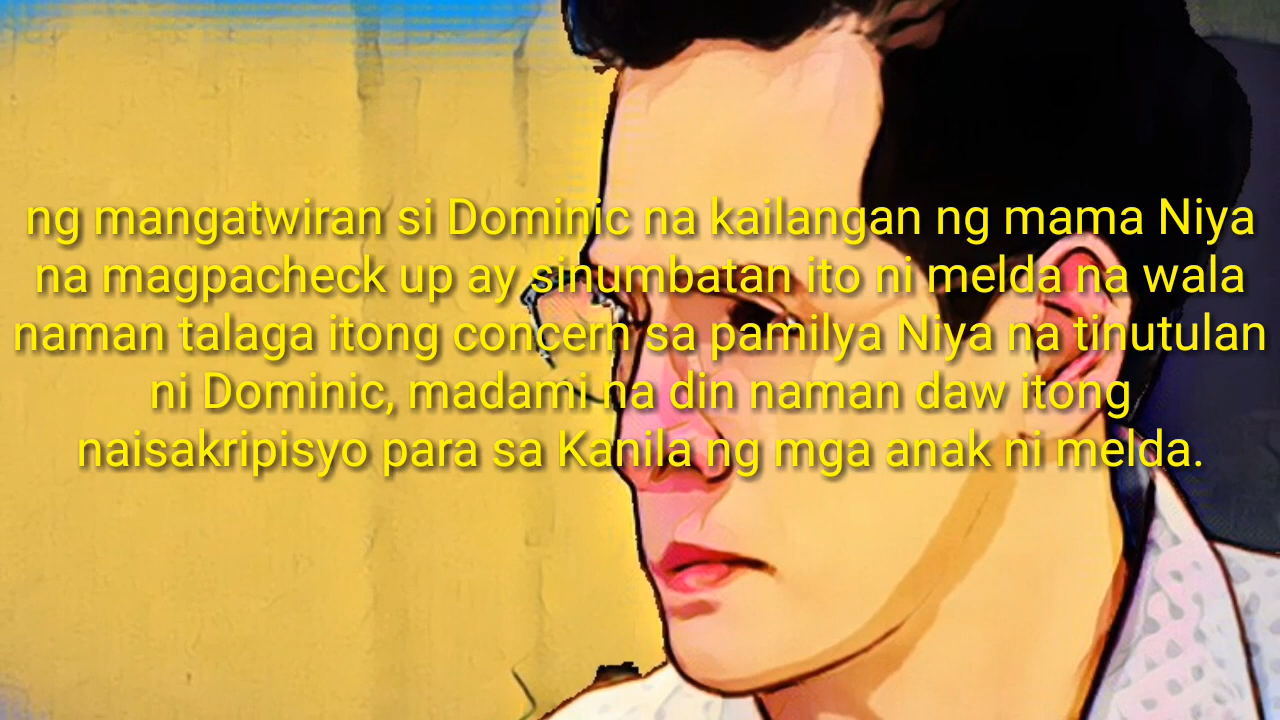 ng mangatwiran si Dominic na kailangan ng mama Niya
na magpacheck up ay sinumbatan ito ni melda na wala
naman talaga itong concern sa pamilya Niya na tinutulan
ni Dominic, madami na din naman daw itong
naisakripisyo para sa Kanila ng mga anak ni melda.